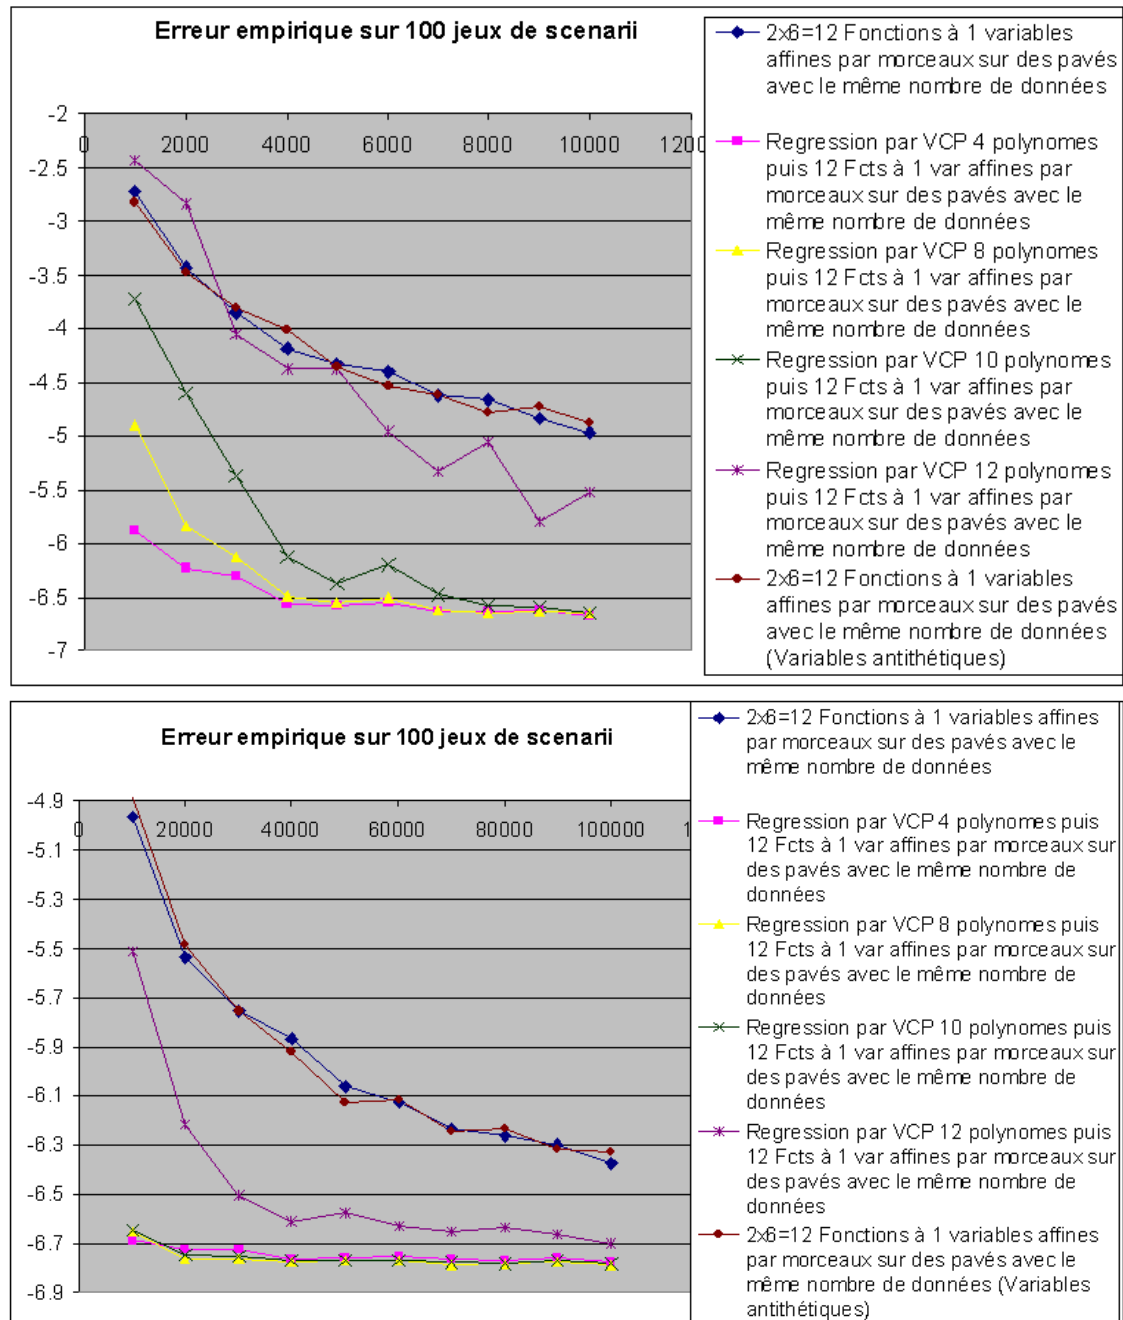 Erreur empirique sur 100 jeux de scenarii
-2
0 2000 4000 6000 8000 10000 1200
-2.5
-3
-3.5
-4
-4.5
-5
-5.5
-6
-6.5
-7
2x6=12 Fonctions à 1 variables
affines par morceaux sur des pavés
avec le même nombre de données
Regression par VCP 4 polynomes
puis 12 Fcts à 1 var affines par
morceaux sur des pavés avec le
même nombre de données
Regression par VCP 8 polynomes
puis 12 Fcts à 1 var affines par
morceaux sur des pavés avec le
même nombre de données
Regression par VCP 10 polynomes
puis 12 Fcts à 1 var affines par
morceaux sur des pavés avec le
même nombre de données
Regression par VCP 12 polynomes
puis 12 Fcts à 1 var affines par
morceaux sur des pavés avec le
même nombre de données
2x6=12 Fonctions à 1 variables
affines par morceaux sur des pavés
avec le même nombre de données
(Variables antithétiques)
Erreur empirique sur 100 jeux de scenarii
-4.9
0 20000 40000 60000 80000 100000 1
-5.1
-5.3
-5.5
-5.7
-5.9
-6.1
-6.3
-6.5
-6.7
-6.9
2x6=12 Fonctions à 1 variables affines
par morceaux sur des pavés avec le
même nombre de données
Regression par VCP 4 polynomes puis
12 Fcts à 1 var affines par morceaux sur
des pavés avec le même nombre de
données
Regression par VCP 8 polynomes puis
12 Fcts à 1 var affines par morceaux sur
des pavés avec le même nombre de
données
Regression par VCP 10 polynomes puis
12 Fcts à 1 var affines par morceaux sur
des pavés avec le même nombre de
données
Regression par VCP 12 polynomes puis
12 Fcts à 1 var affines par morceaux sur
des pavés avec le même nombre de
données
2x6=12 Fonctions à 1 variables affines
par morceaux sur des pavés avec le
même nombre de données (Variables
antithétiques)